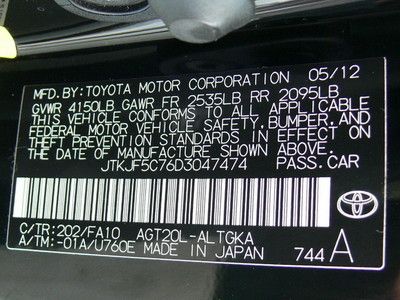 MFD. BY: TOYOTA MOTOR CORPORATION 05/12
GVWR 4150LB GAWR FR 2535LB RR 2095LB
THIS VEHICLE CONFORMS TO ALL APPLICABLE
FEDERAL MOTOR VEHICLE SAFETY, BUMPER, AND
THEFT PREVENTION STANDARDS IN EFFECT ON
THE DATE OF MANUFACTURE SHOWN ABOVE.
JTKJF5C76D3047474 PASS.CAR
C/TR: 202/FA10 AGT20L-ALTGKA
A/TM: -01A/U760E MADE IN JAPAN 744 A
TOYOTA